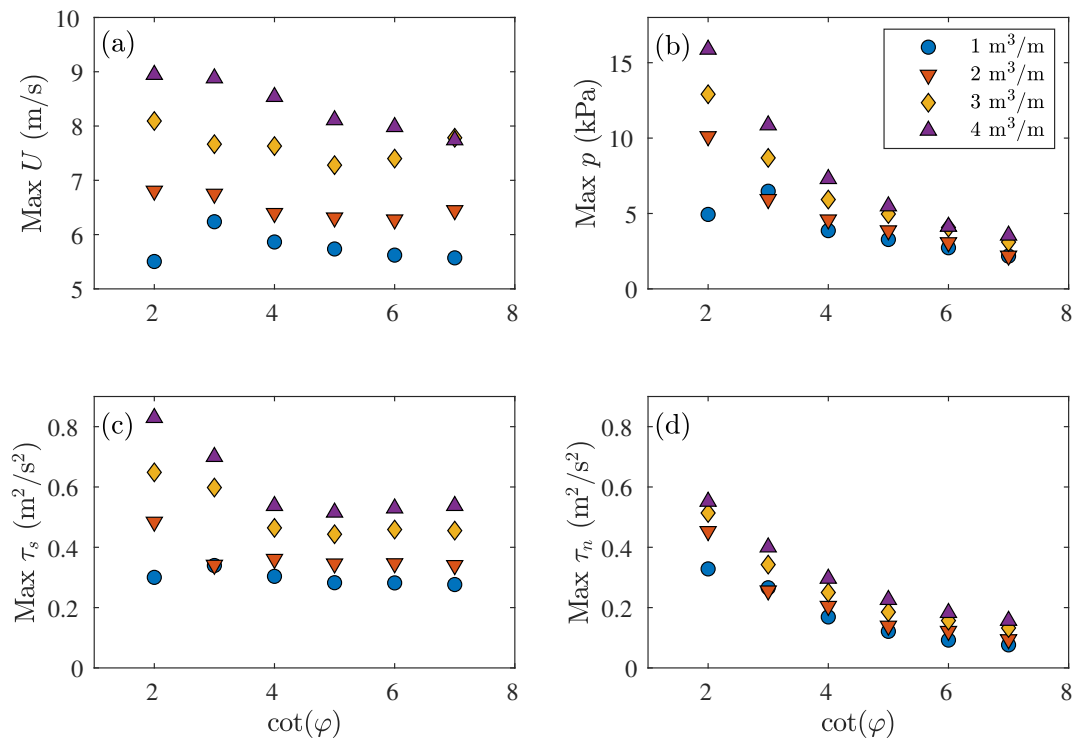 (a)
10
9
8
7
6
5
Max U (m/s)
2 4 6 8
(b)
1 m³/m
2 m³/m
3 m³/m
4 m³/m
15
10
5
0
Max p (kPa)
2 4 6 8
(c)
0.8
0.6
0.4
0.2
0
Max τₛ (m²/s²)
2 4 6 8
cot(φ)
(d)
0.8
0.6
0.4
0.2
0
Max τₙ (m²/s²)
2 4 6 8
cot(φ)